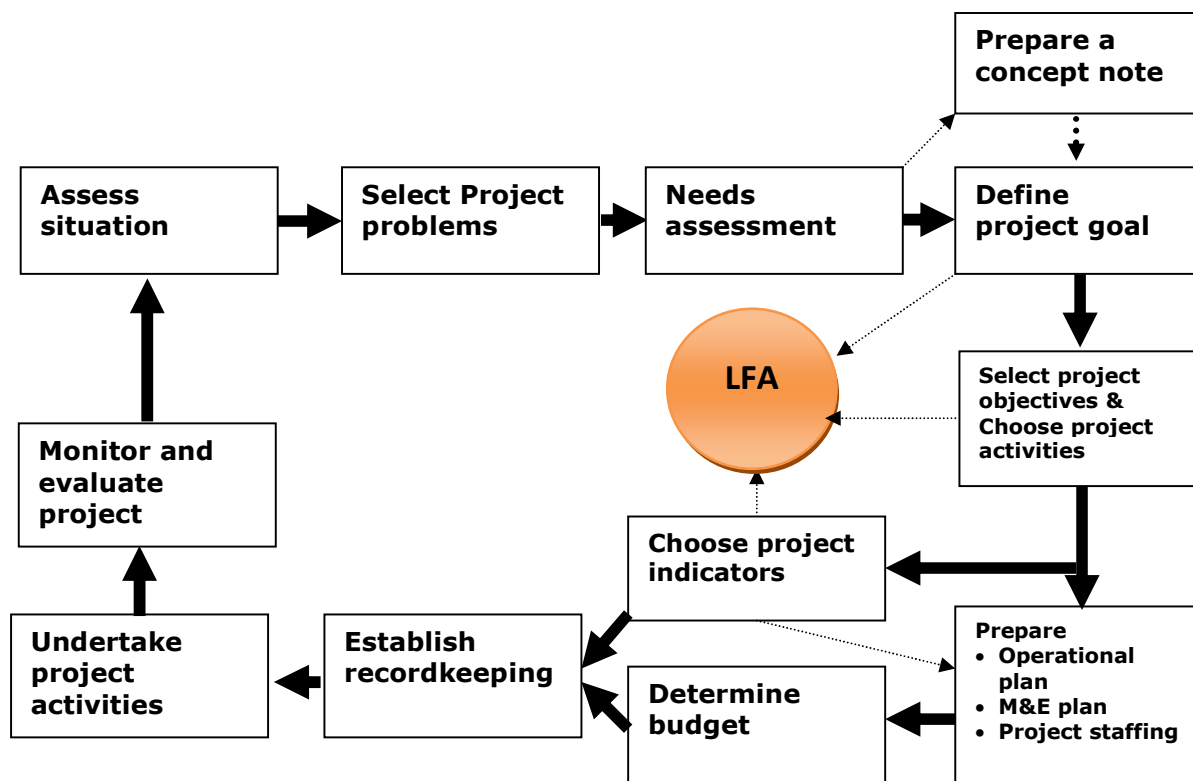 Prepare a
concept note
Assess
situation
Select Project
problems
Needs
assessment
Define
project goal
LFA
Select project
objectives &
Choose project
activities
Monitor and
evaluate
project
Choose project
indicators
Undertake
project
activities
Establish
recordkeeping
Determine
budget
Prepare
• Operational
plan
• M&E plan
• Project staffing